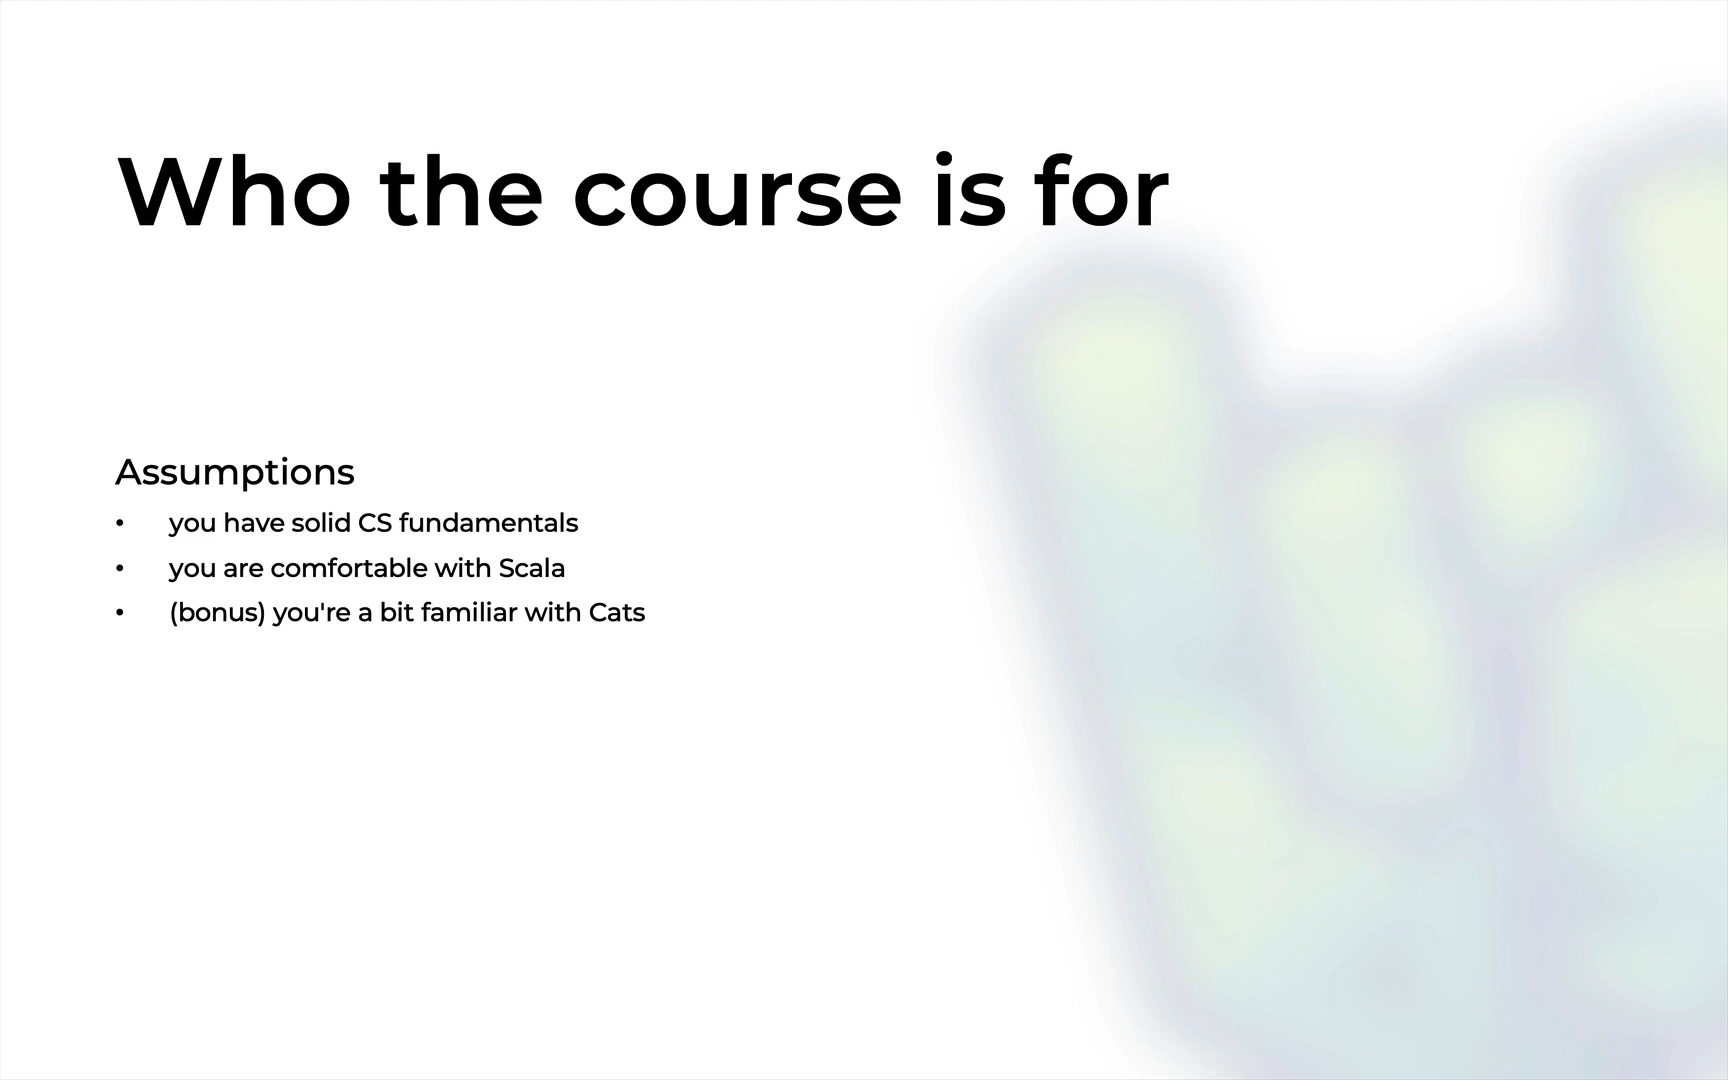 Who the course is for
Assumptions
• you have solid CS fundamentals
• you are comfortable with Scala
• (bonus) you're a bit familiar with Cats